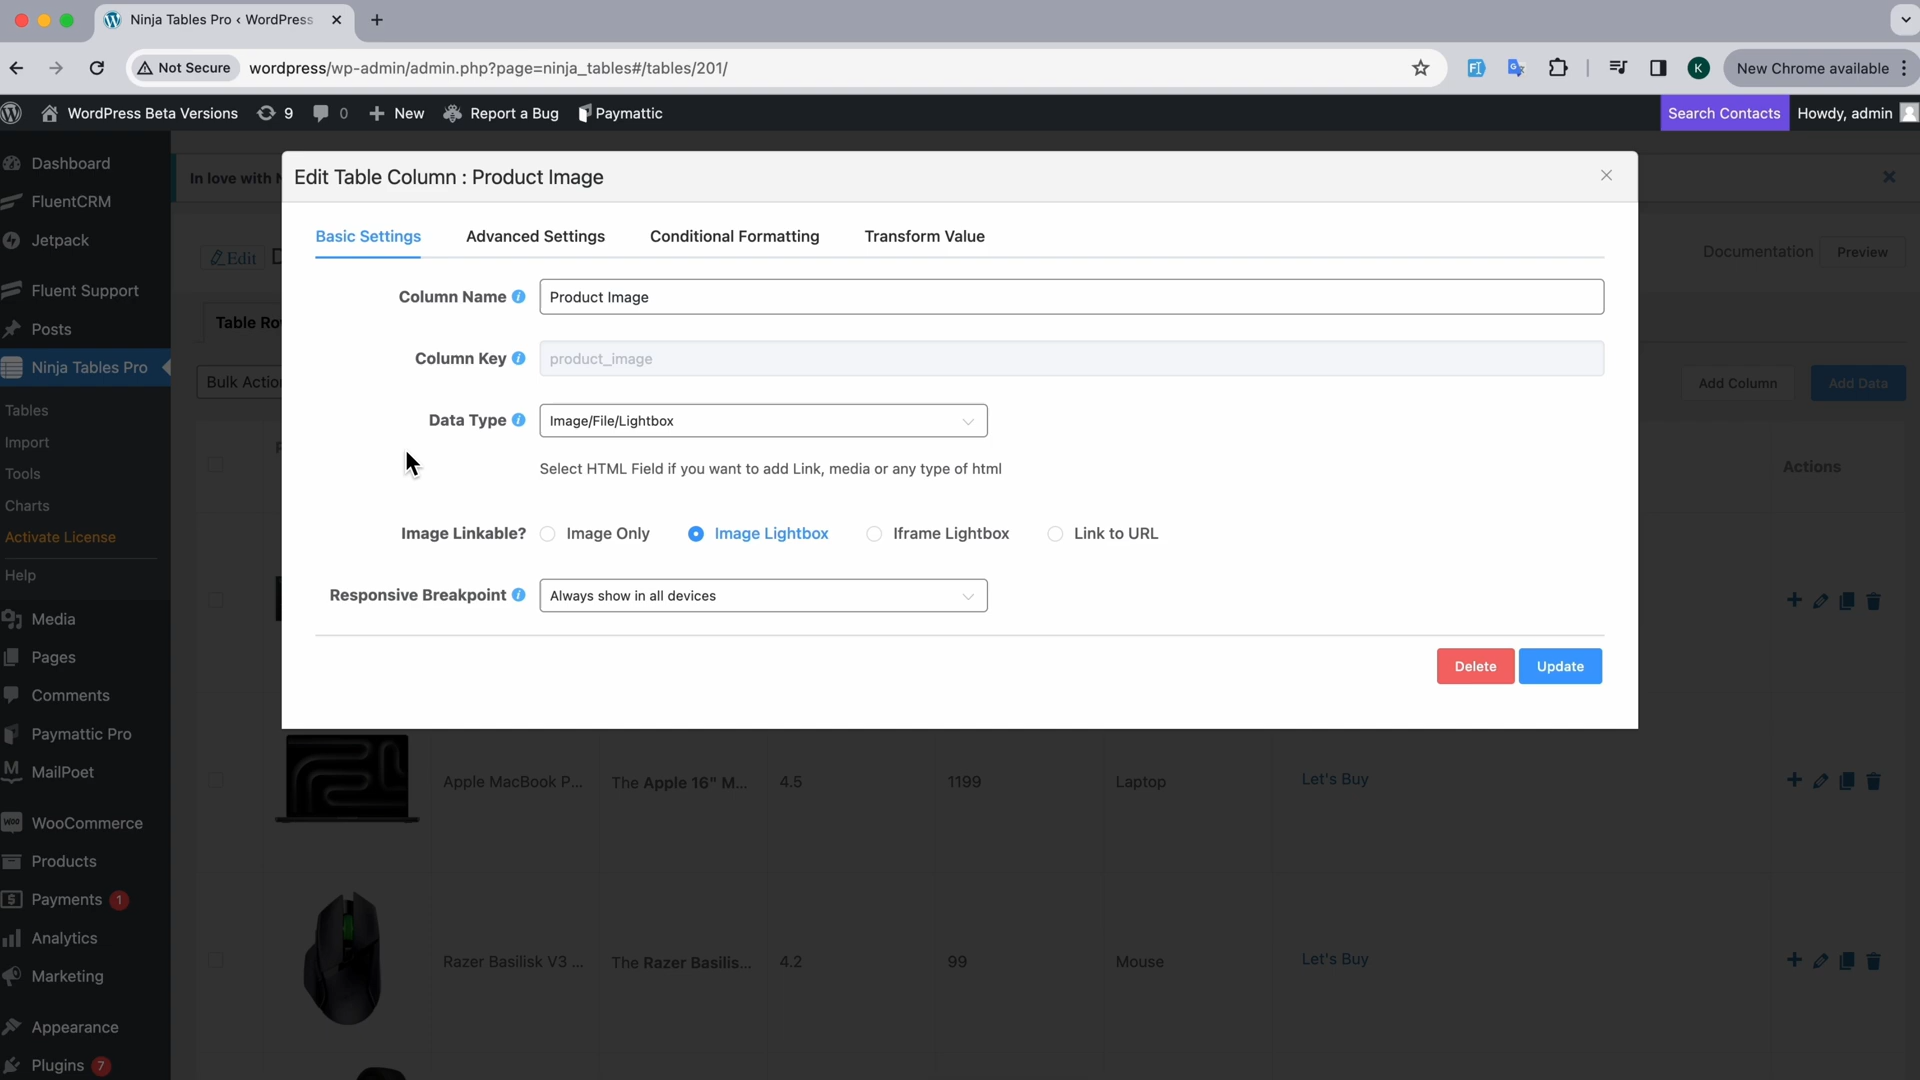 Ninja Tables Pro ‹ WordPress
Not Secure wordpress/wp-admin/admin.php?page=ninja_tables#/tables/201/
K New Chrome available
WordPress Beta Versions 9 0 New Report a Bug Paymattic Search Contacts Howdy, admin
Dashboard
FluentCRM
Jetpack
Fluent Support
Posts
Ninja Tables Pro
Tables
Import
Tools
Charts
Activate License
Help
Media
Pages
Comments
Paymattic Pro
MailPoet
WooCommerce
Products
Payments 1
Analytics
Marketing
Appearance
Plugins 7
In love with
Edit
Documentation Preview
Table Ro
Add Column Add Data
Actions
Edit Table Column : Product Image
Basic Settings Advanced Settings Conditional Formatting Transform Value
Column Name Product Image
Column Key product_image
Data Type Image/File/Lightbox
Select HTML Field if you want to add Link, media or any type of html
Image Linkable? Image Only Image Lightbox Iframe Lightbox Link to URL
Responsive Breakpoint Always show in all devices
Delete Update
Apple MacBook P... The Apple 16" M... 4.5 1199 Laptop Let's Buy
Razer Basilisk V3 ... The Razer Basilis... 4.2 99 Mouse Let's Buy